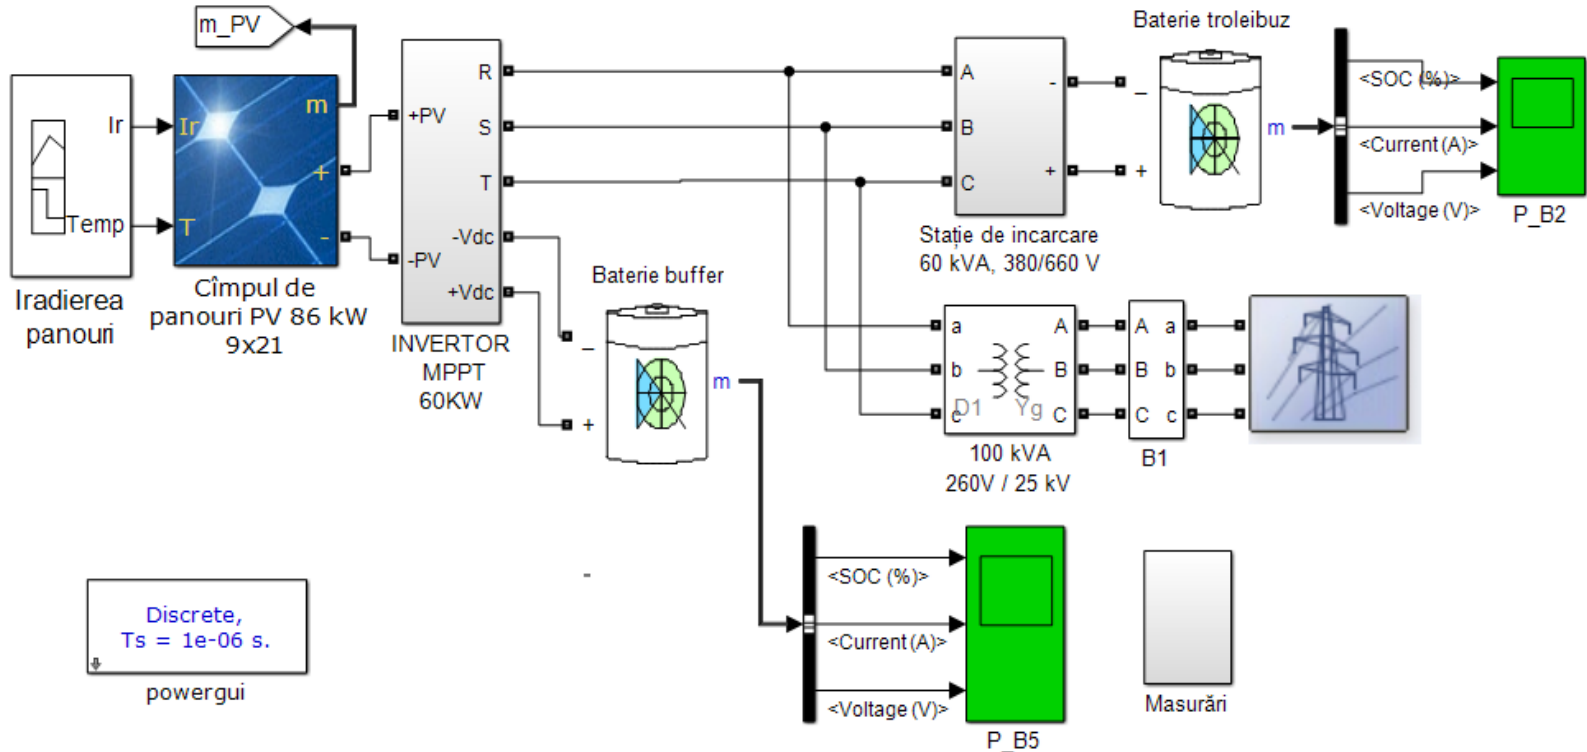 m_PV
Ir
Temp
Iradierea
panouri
Ir
T
m
+
-
Cîmpul de
panouri PV 86 kW
9x21
+PV
-PV
R
S
T
-Vdc
+Vdc
INVERTOR
MPPT
60KW
Baterie buffer
–
+
m
A
B
C
-
+
Stație de incarcare
60 kVA, 380/660 V
Baterie troleibuz
–
+
m
<SOC (%)>
<Current (A)>
<Voltage (V)>
P_B2
a
b
c
D1
Yg
A
B
C
100 kVA
260V / 25 kV
A
B
C
a
b
c
B1
-
Discrete,
Ts = 1e-06 s.
powergui
<SOC (%)>
<Current (A)>
<Voltage (V)>
P_B5
Masurări